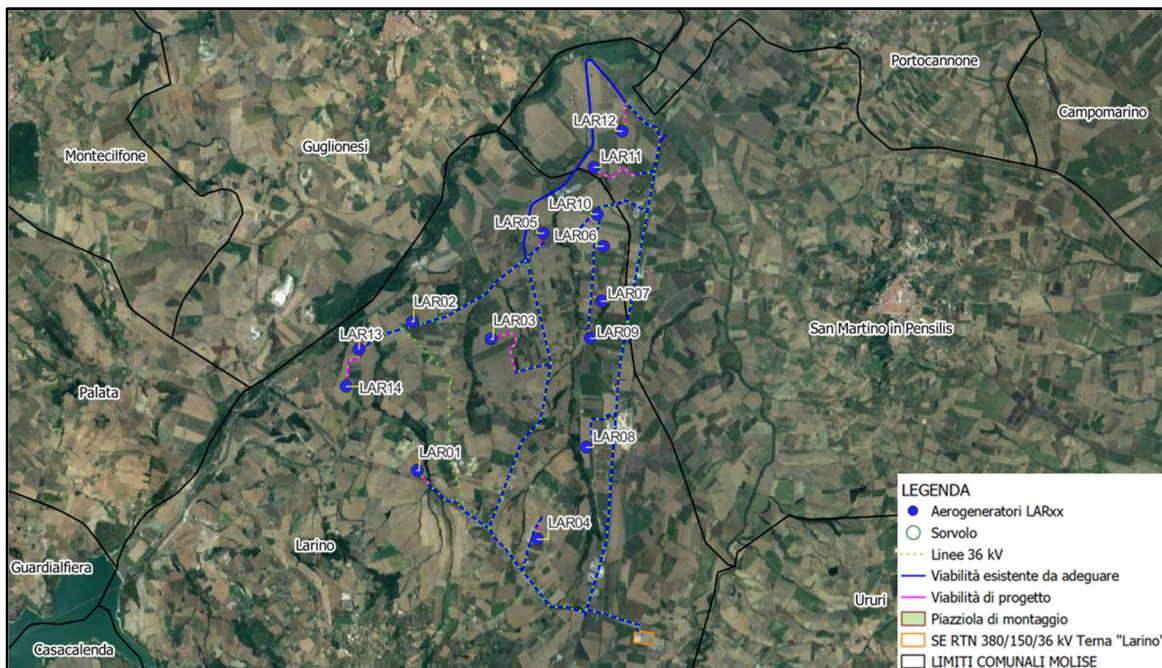 Portocannone
Campomarino
Guglionesi
Montecilfone
LAR12
LAR11
LAR10
LAR05
LAR06
LAR02
LAR07
San Martino in Pensilis
LAR03
LAR09
LAR13
LAR14
Palata
LAR08
LAR01
LAR04
Larino
Guardialfiera
Casacalenda
Ururi
LEGENDA
Aerogeneratori LARxx
Sorvolo
Linee 36 kV
Viabilità esistente da adeguare
Viabilità di progetto
Piazziola di montaggio
SE RTN 380/150/36 kV Terna "Larino"
LIMITI COMUNALI MOLISE